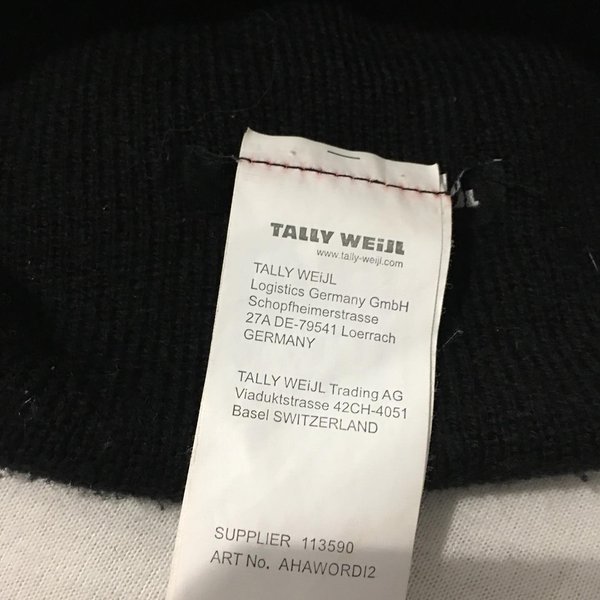 TALLY WEiJL
www.tally-weijl.com
TALLY WEiJL
Logistics Germany GmbH
Schopfheimerstrasse
27A DE-79541 Loerrach
GERMANY
TALLY WEiJL Trading AG
Viaduktstrasse 42CH-4051
Basel SWITZERLAND
SUPPLIER 113590
ART No. AHAWORDI2